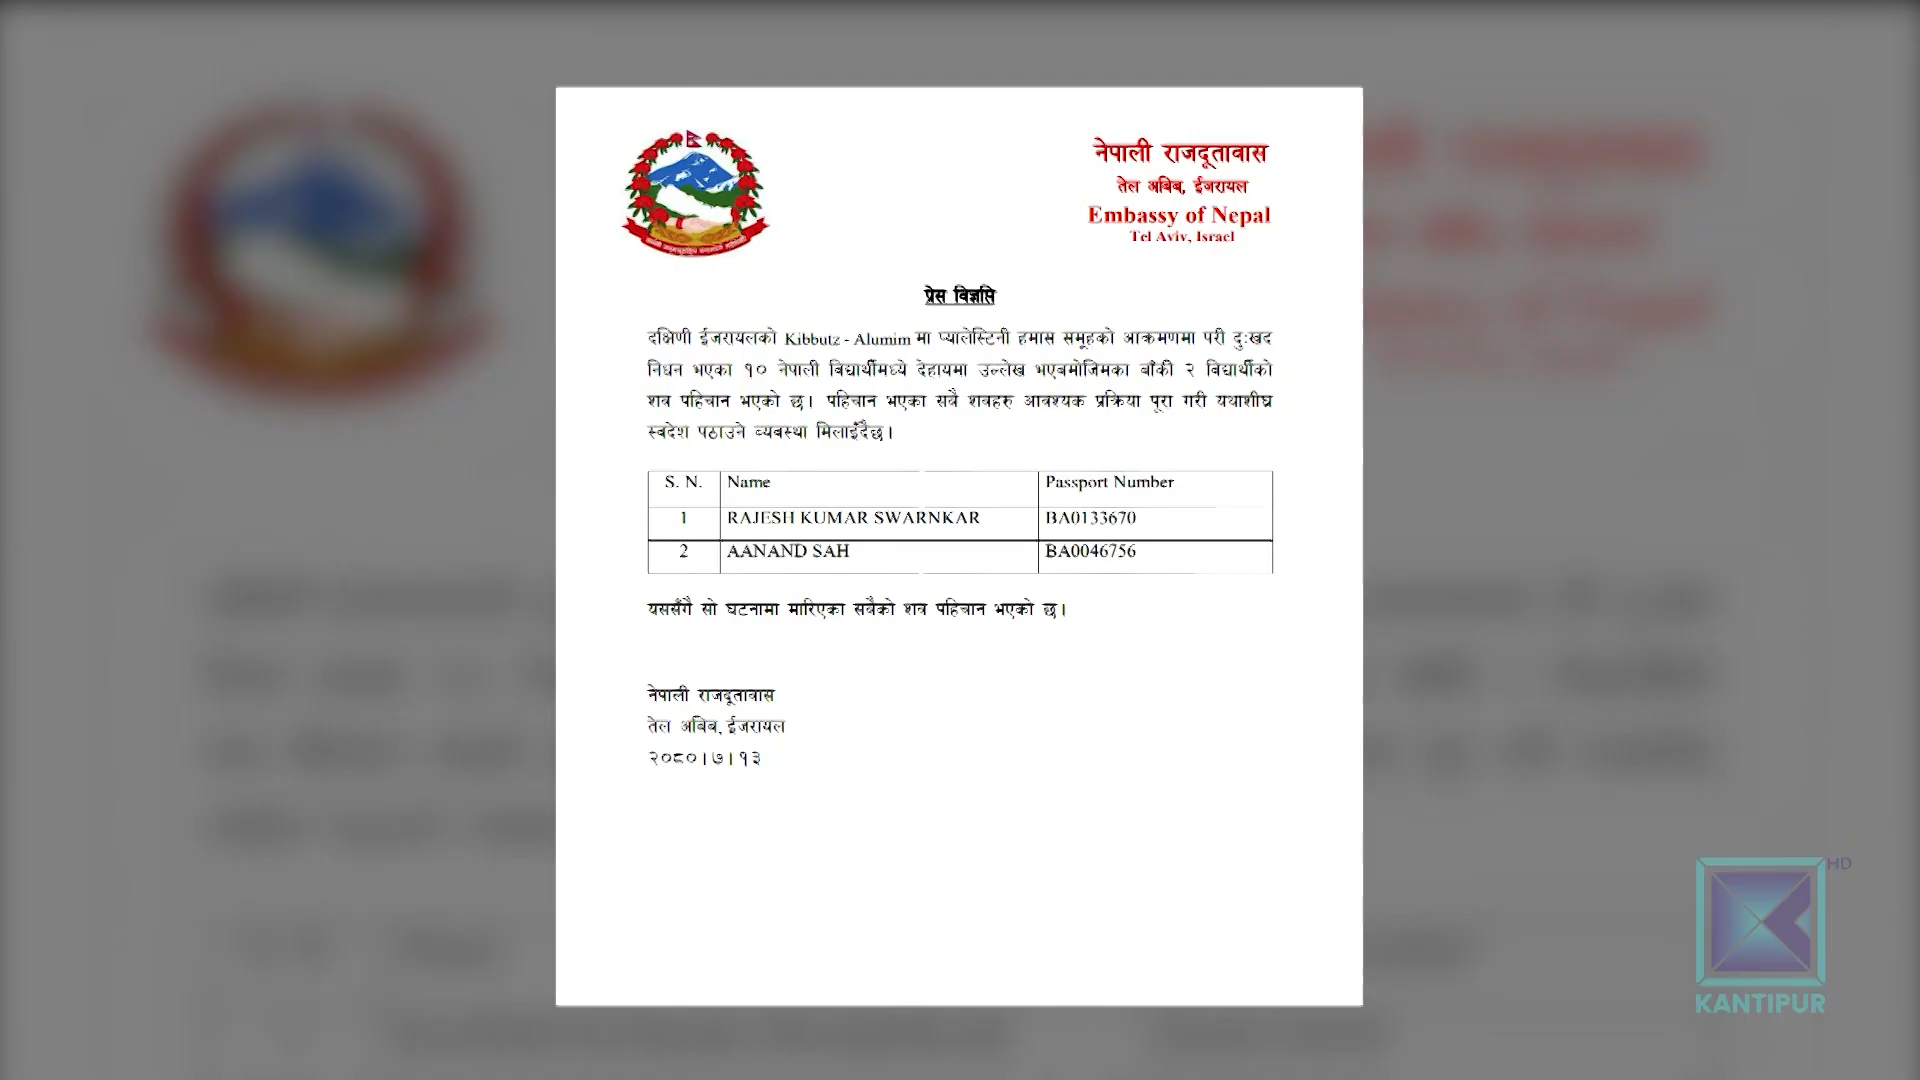 नेपाली राजदूतावास
तेल अबिब, ईजरायल
Embassy of Nepal
Tel Aviv, Israel
प्रेस विज्ञप्ति
दक्षिणी ईजरायलको Kibbutz - Alumim मा प्यालेस्टिनी हमास समूहको आक्रमणमा परी दुःखद
निधन भएका १० नेपाली विद्यार्थीमध्ये देहायमा उल्लेख भएबमोजिमका बाँकी २ विद्यार्थीको
शव पहिचान भएको छ। पहिचान भएका सबै शवहरु आवश्यक प्रक्रिया पूरा गरी यथाशीघ्र
स्वदेश पठाउने व्यवस्था मिलाईँदैछ।
S. N. Name Passport Number
1 RAJESH KUMAR SWARNKAR BA0133670
2 AANAND SAH BA0046756
यससँगै सो घटनामा मारिएका सबैको शव पहिचान भएको छ।
नेपाली राजदूतावास
तेल अबिब, ईजरायल
२०८०।७।१३
HD
KANTIPUR